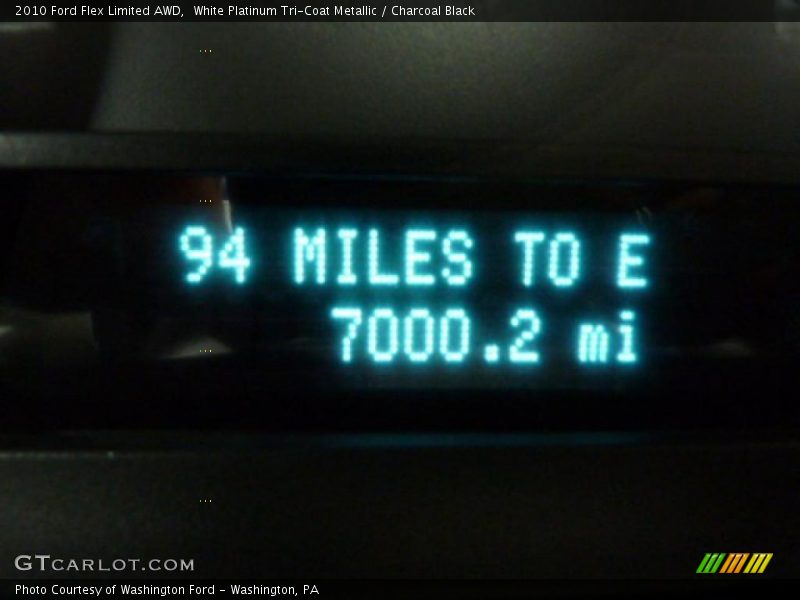 2010 Ford Flex Limited AWD,  White Platinum Tri-Coat Metallic / Charcoal Black
94 MILES TO E
7000.2 mi
GTCARLOT.COM
Photo Courtesy of Washington Ford - Washington, PA